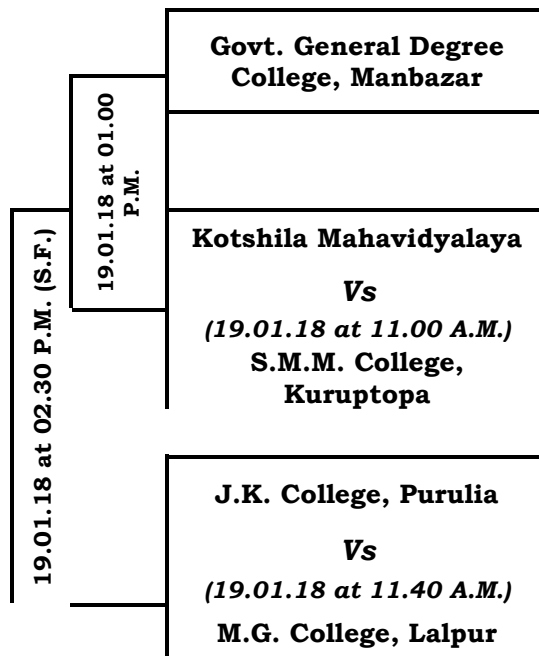 Govt. General Degree
College, Manbazar
19.01.18 at 01.00
P.M.
19.01.18 at 02.30 P.M. (S.F.)
Kotshila Mahavidyalaya
Vs
(19.01.18 at 11.00 A.M.)
S.M.M. College,
Kuruptopa
J.K. College, Purulia
Vs
(19.01.18 at 11.40 A.M.)
M.G. College, Lalpur